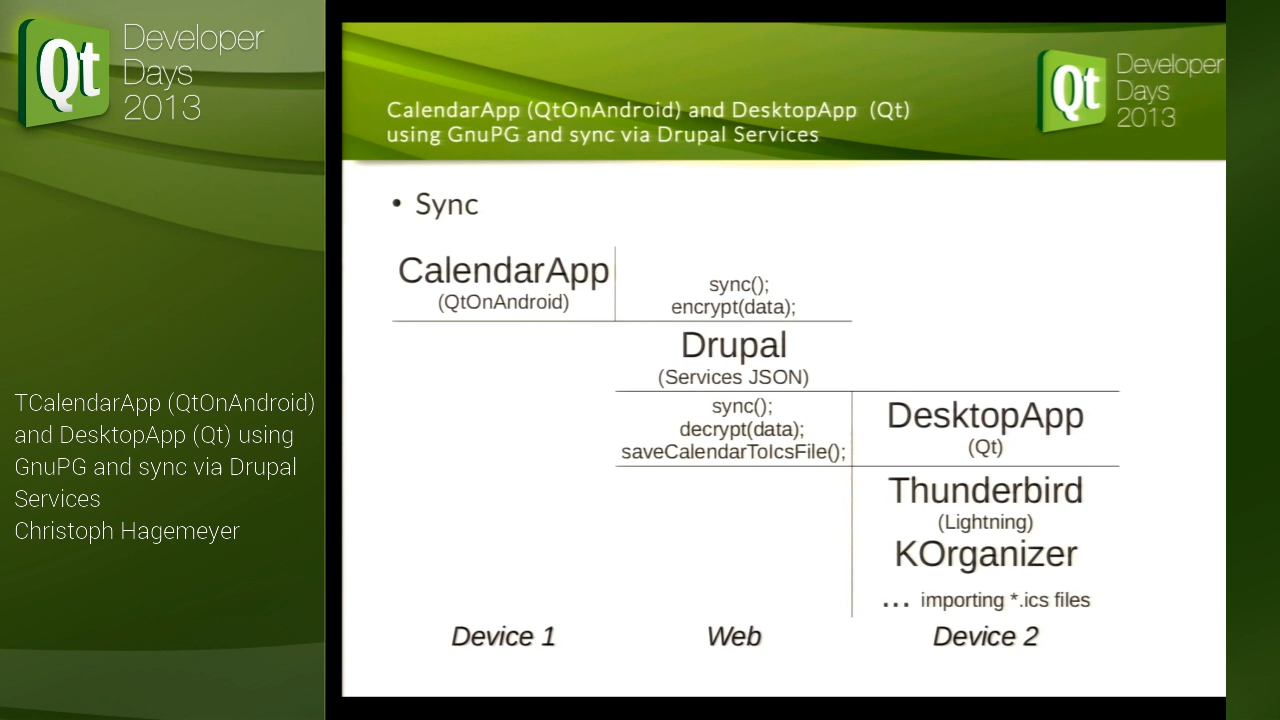 Qt Developer
Days
2013
TCalendarApp (QtOnAndroid)
and DesktopApp (Qt) using
GnuPG and sync via Drupal
Services
Christoph Hagemeyer
Qt Developer
Days
2013
CalendarApp (QtOnAndroid) and DesktopApp (Qt)
using GnuPG and sync via Drupal Services
• Sync
CalendarApp
(QtOnAndroid)
sync();
encrypt(data);
Drupal
(Services JSON)
sync();
decrypt(data);
saveCalendarToIcsFile();
DesktopApp
(Qt)
Thunderbird
(Lightning)
KOrganizer
... importing *.ics files
Device 1
Web
Device 2